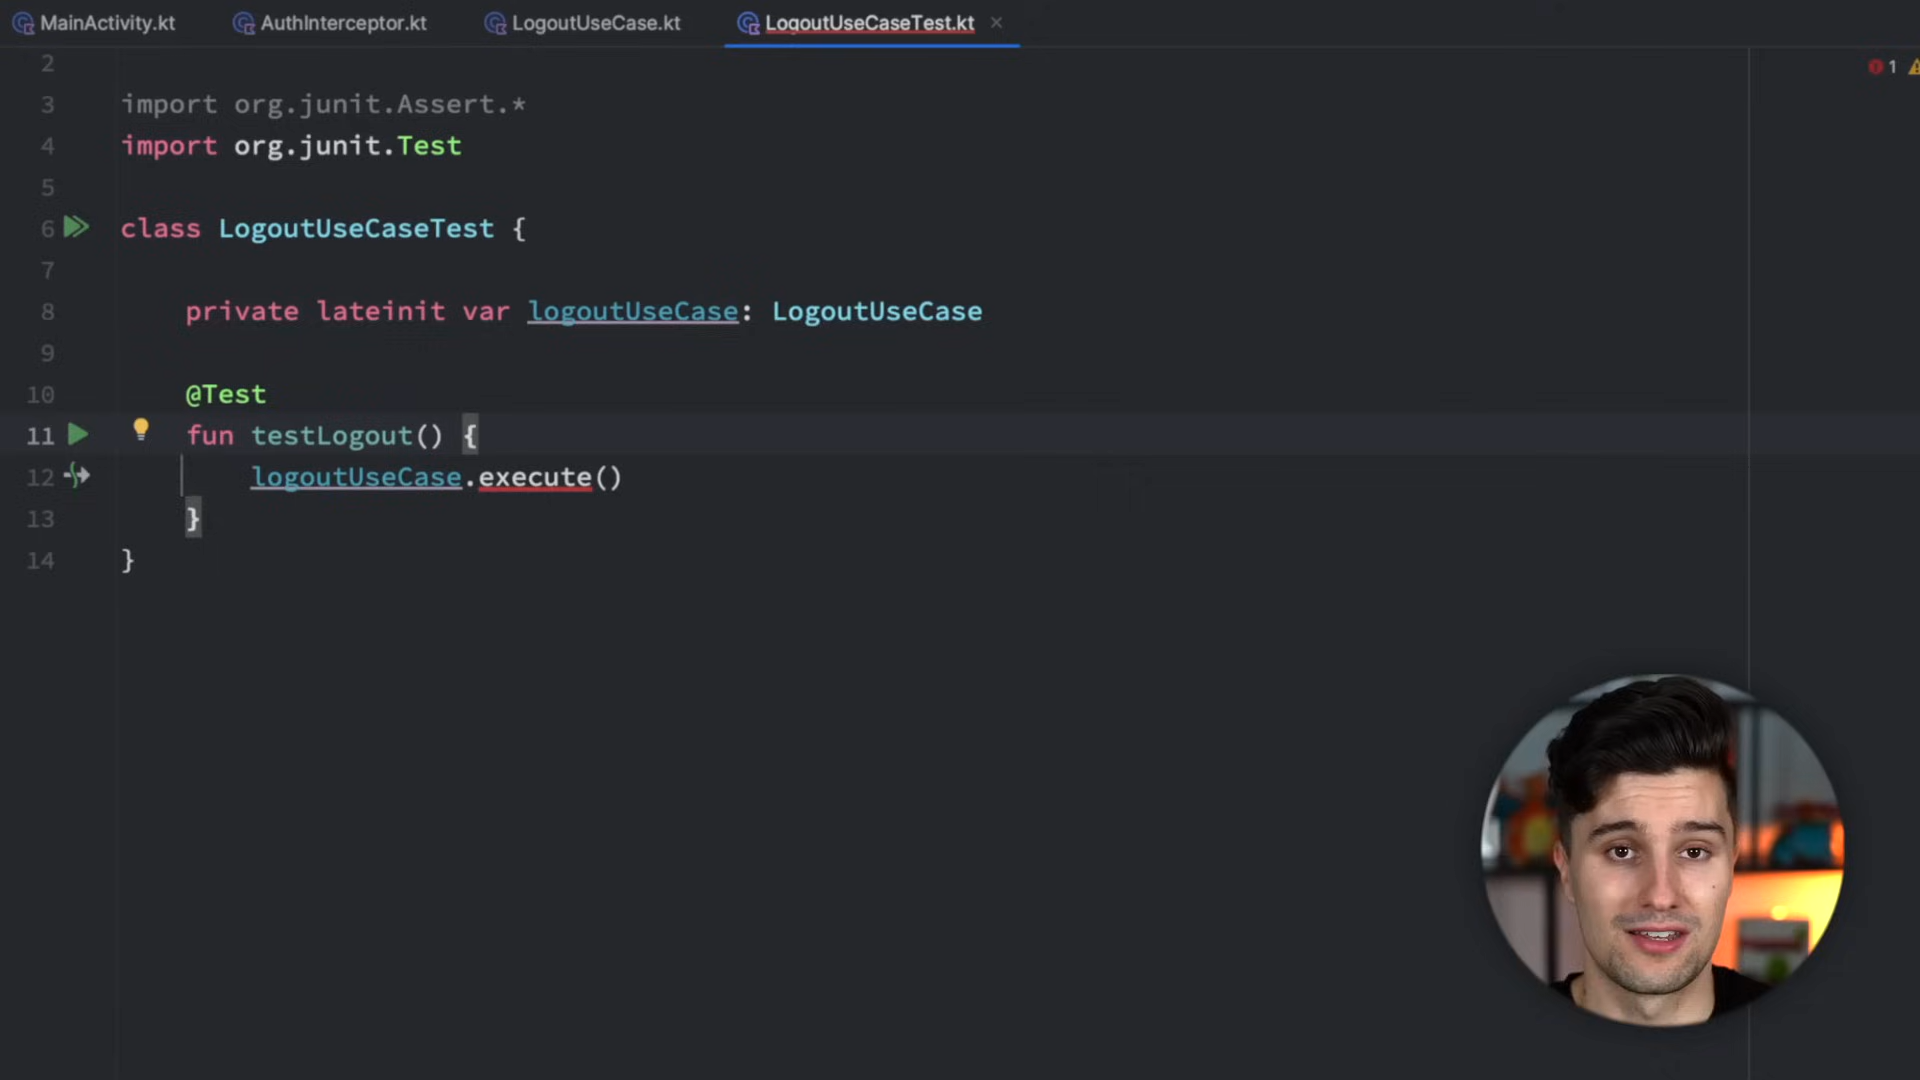 MainActivity.kt AuthInterceptor.kt LogoutUseCase.kt LogoutUseCaseTest.kt ×
1
2
3 import org.junit.Assert.*
4 import org.junit.Test
5
6 class LogoutUseCaseTest {
7
8 private lateinit var logoutUseCase: LogoutUseCase
9
10 @Test
11 fun testLogout() {
12 logoutUseCase.execute()
13 }
14 }